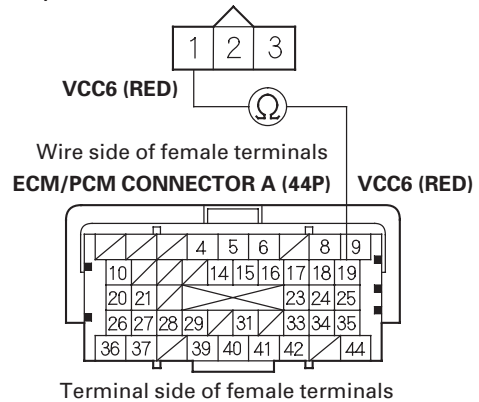 1 2 3
VCC6 (RED)
Ω
Wire side of female terminals
ECM/PCM CONNECTOR A (44P) VCC6 (RED)
4 5 6 8 9
10 14 15 16 17 18 19
20 21 23 24 25
26 27 28 29 31 33 34 35
36 37 39 40 41 42 44
Terminal side of female terminals